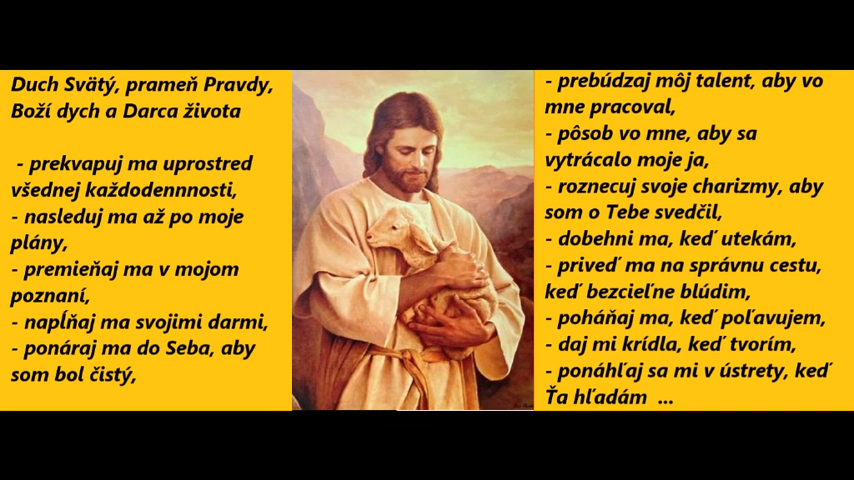 Duch Svätý, prameň Pravdy,
Boží dych a Darca života
- prekvapuj ma uprostred
všednej každodennnosti,
- nasleduj ma až po moje
plány,
- premieňaj ma v mojom
poznaní,
- napĺňaj ma svojimi darmi,
- ponáraj ma do Seba, aby
som bol čistý,
- prebúdzaj môj talent, aby vo
mne pracoval,
- pôsob vo mne, aby sa
vytrácalo moje ja,
- roznecuj svoje charizmy, aby
som o Tebe svedčil,
- dobehni ma, keď utekám,
- priveď ma na správnu cestu,
keď bezcieľne blúdim,
- poháňaj ma, keď poľavujem,
- daj mi krídla, keď tvorím,
- ponáhľaj sa mi v ústrety, keď
Ťa hľadám ...